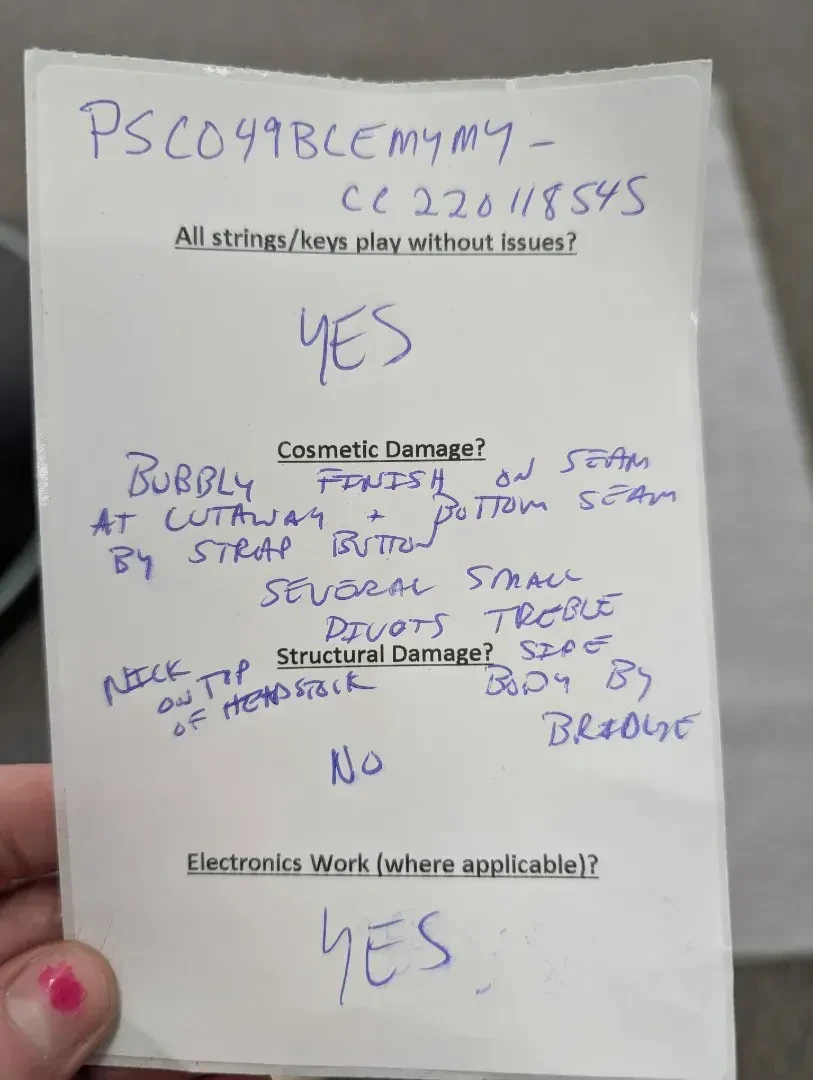 PSC049BCEMYMY -
CC 220118545
All strings/keys play without issues?
YES
Cosmetic Damage?
BUBBLY FINISH ON SEAM
AT CUTAWAY + BOTTOM SEAM
BY STRAP BUTTON
SEVERAL SMALL
DIVOTS TREBLE
SIDE
BODY BY
BRIDGE
NICK
ON TOP
OF HEADSTOCK
Structural Damage?
NO
Electronics Work (where applicable)?
YES